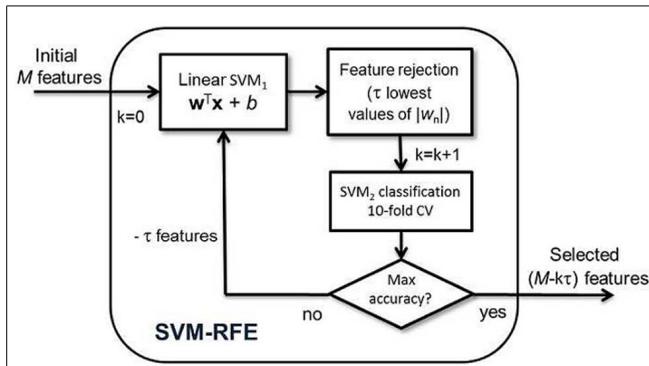 Initial
M features
k=0
Linear SVM₁
wᵀx + b
Feature rejection
(τ lowest
values of |wₙ|)
k=k+1
SVM₂ classification
10-fold CV
- τ features
Max
accuracy?
no
yes
Selected
(M-kτ) features
SVM-RFE